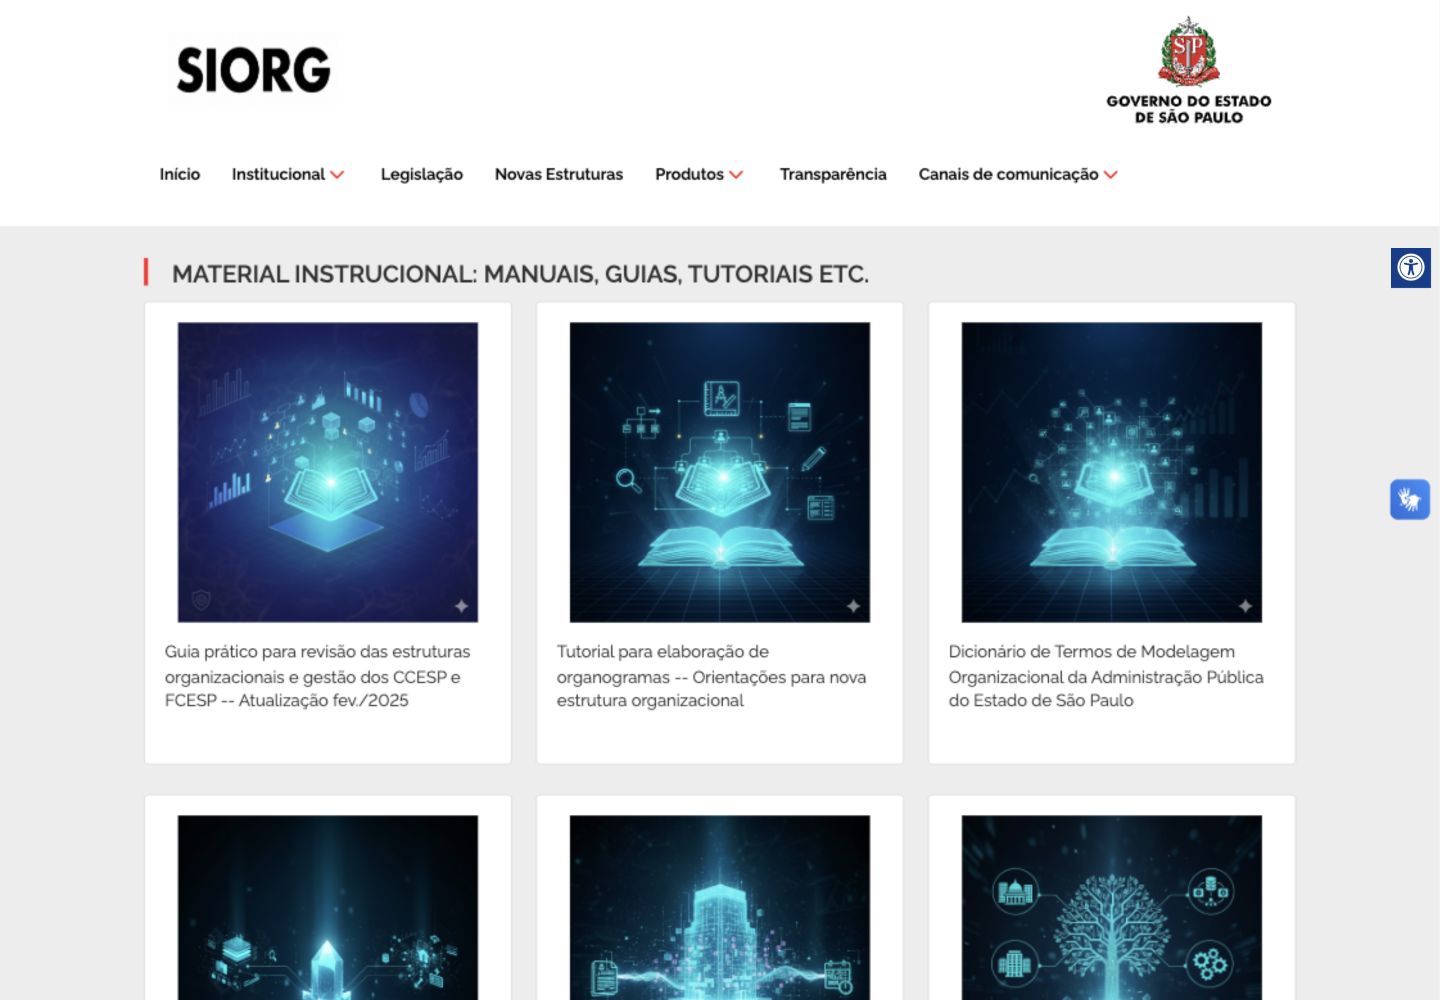 SIORG
SP
GOVERNO DO ESTADO
DE SÃO PAULO
Início Institucional Legislação Novas Estruturas Produtos Transparência Canais de comunicação
MATERIAL INSTRUCIONAL: MANUAIS, GUIAS, TUTORIAIS ETC.
Guia prático para revisão das estruturas
organizacionais e gestão dos CCESP e
FCESP -- Atualização fev./2025
Tutorial para elaboração de
organogramas -- Orientações para nova
estrutura organizacional
Dicionário de Termos de Modelagem
Organizacional da Administração Pública
do Estado de São Paulo